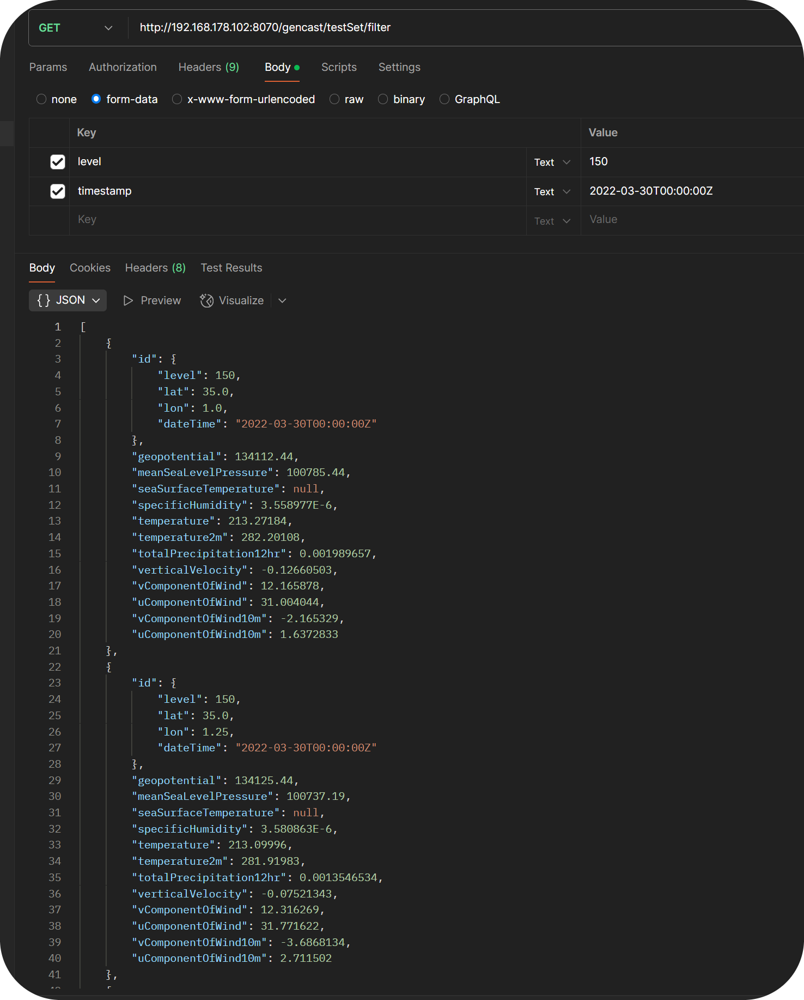 GET http://192.168.178.102:8070/gencast/testSet/filter
Params Authorization Headers (9) Body Scripts Settings
none form-data x-www-form-urlencoded raw binary GraphQL
Key Value
level Text 150
timestamp Text 2022-03-30T00:00:00Z
Key Text Value
Body Cookies Headers (8) Test Results
{} JSON Preview Visualize
1 [
2 {
3 "id": {
4 "level": 150,
5 "lat": 35.0,
6 "lon": 1.0,
7 "dateTime": "2022-03-30T00:00:00Z"
8 },
9 "geopotential": 134112.44,
10 "meanSeaLevelPressure": 100785.44,
11 "seaSurfaceTemperature": null,
12 "specificHumidity": 3.558977E-6,
13 "temperature": 213.27184,
14 "temperature2m": 282.20108,
15 "totalPrecipitation12hr": 0.001989657,
16 "verticalVelocity": -0.12660503,
17 "vComponentOfWind": 12.165878,
18 "uComponentOfWind": 31.004044,
19 "vComponentOfWind10m": -2.165329,
20 "uComponentOfWind10m": 1.6372833
21 },
22 {
23 "id": {
24 "level": 150,
25 "lat": 35.0,
26 "lon": 1.25,
27 "dateTime": "2022-03-30T00:00:00Z"
28 },
29 "geopotential": 134125.44,
30 "meanSeaLevelPressure": 100737.19,
31 "seaSurfaceTemperature": null,
32 "specificHumidity": 3.580863E-6,
33 "temperature": 213.09996,
34 "temperature2m": 281.91983,
35 "totalPrecipitation12hr": 0.0013546534,
36 "verticalVelocity": -0.07521343,
37 "vComponentOfWind": 12.316269,
38 "uComponentOfWind": 31.771622,
39 "vComponentOfWind10m": -3.6868134,
40 "uComponentOfWind10m": 2.711502
41 },